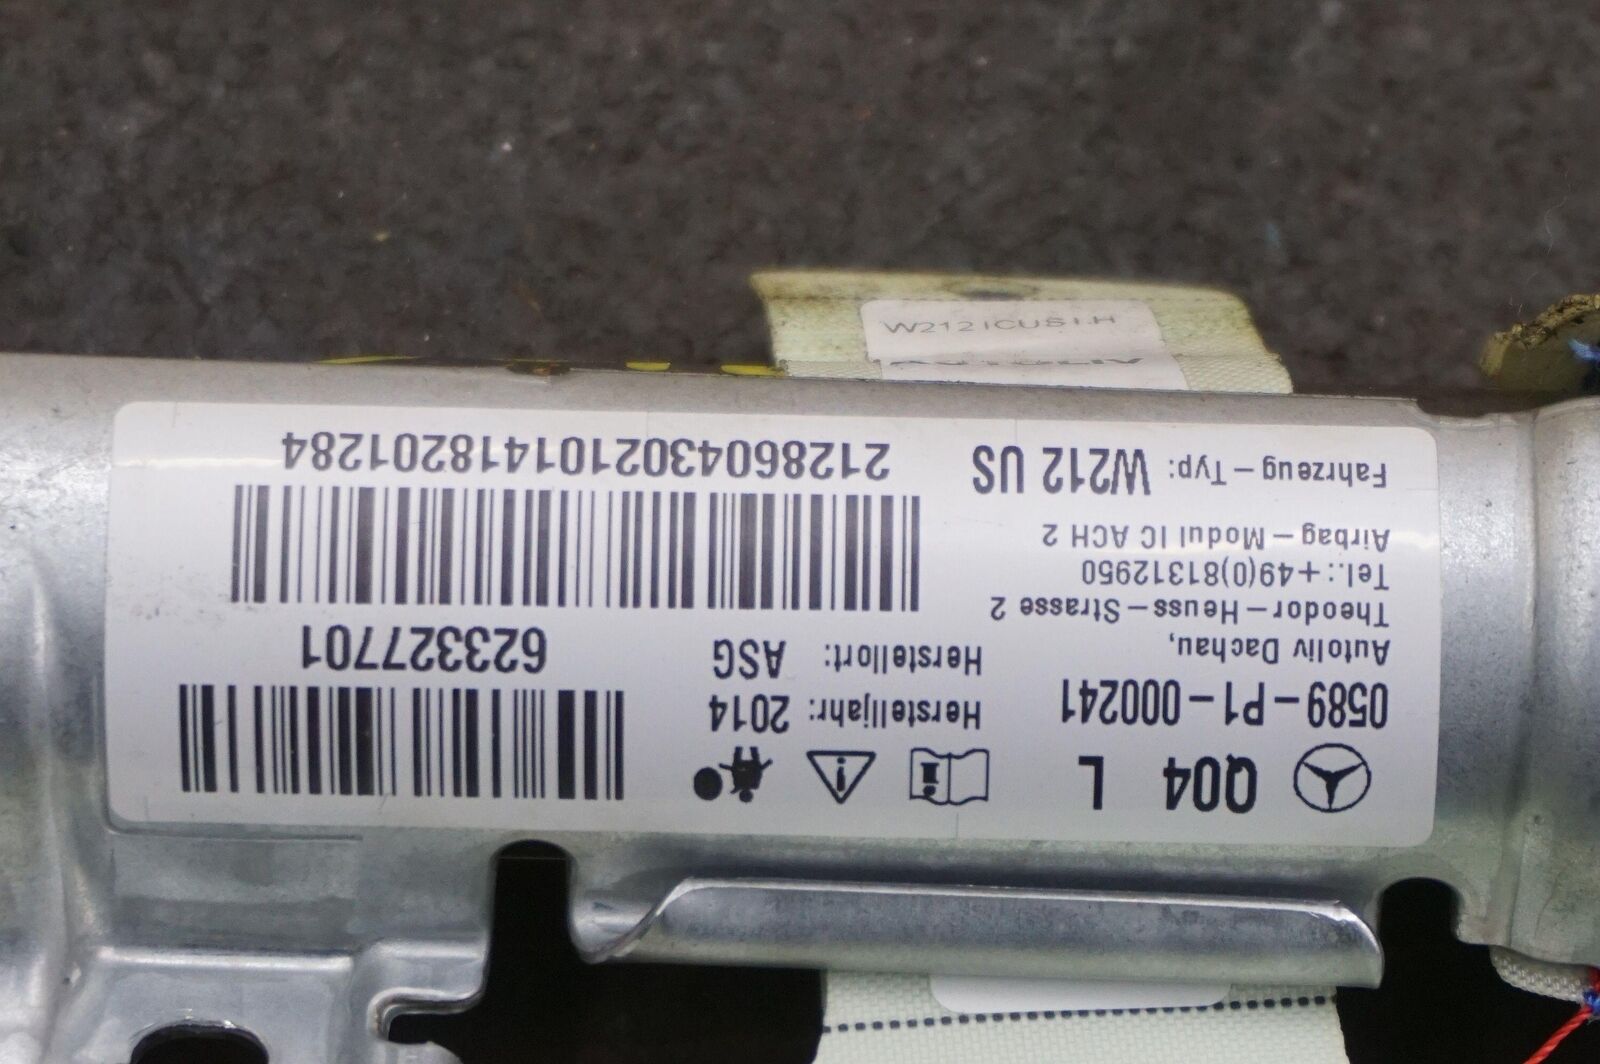 Q04 L
0589-P1-000241
Autoliv Dachau,
Theodor-Heuss-Strasse 2
Tel.: +49(0)81312950
Airbag-Modul IC ACH 2
Fahrzeug-Typ: W212 US
Herstelljahr: 2014
Herstellort: ASG
623327701
2128604302101418201284
AUTOLIV